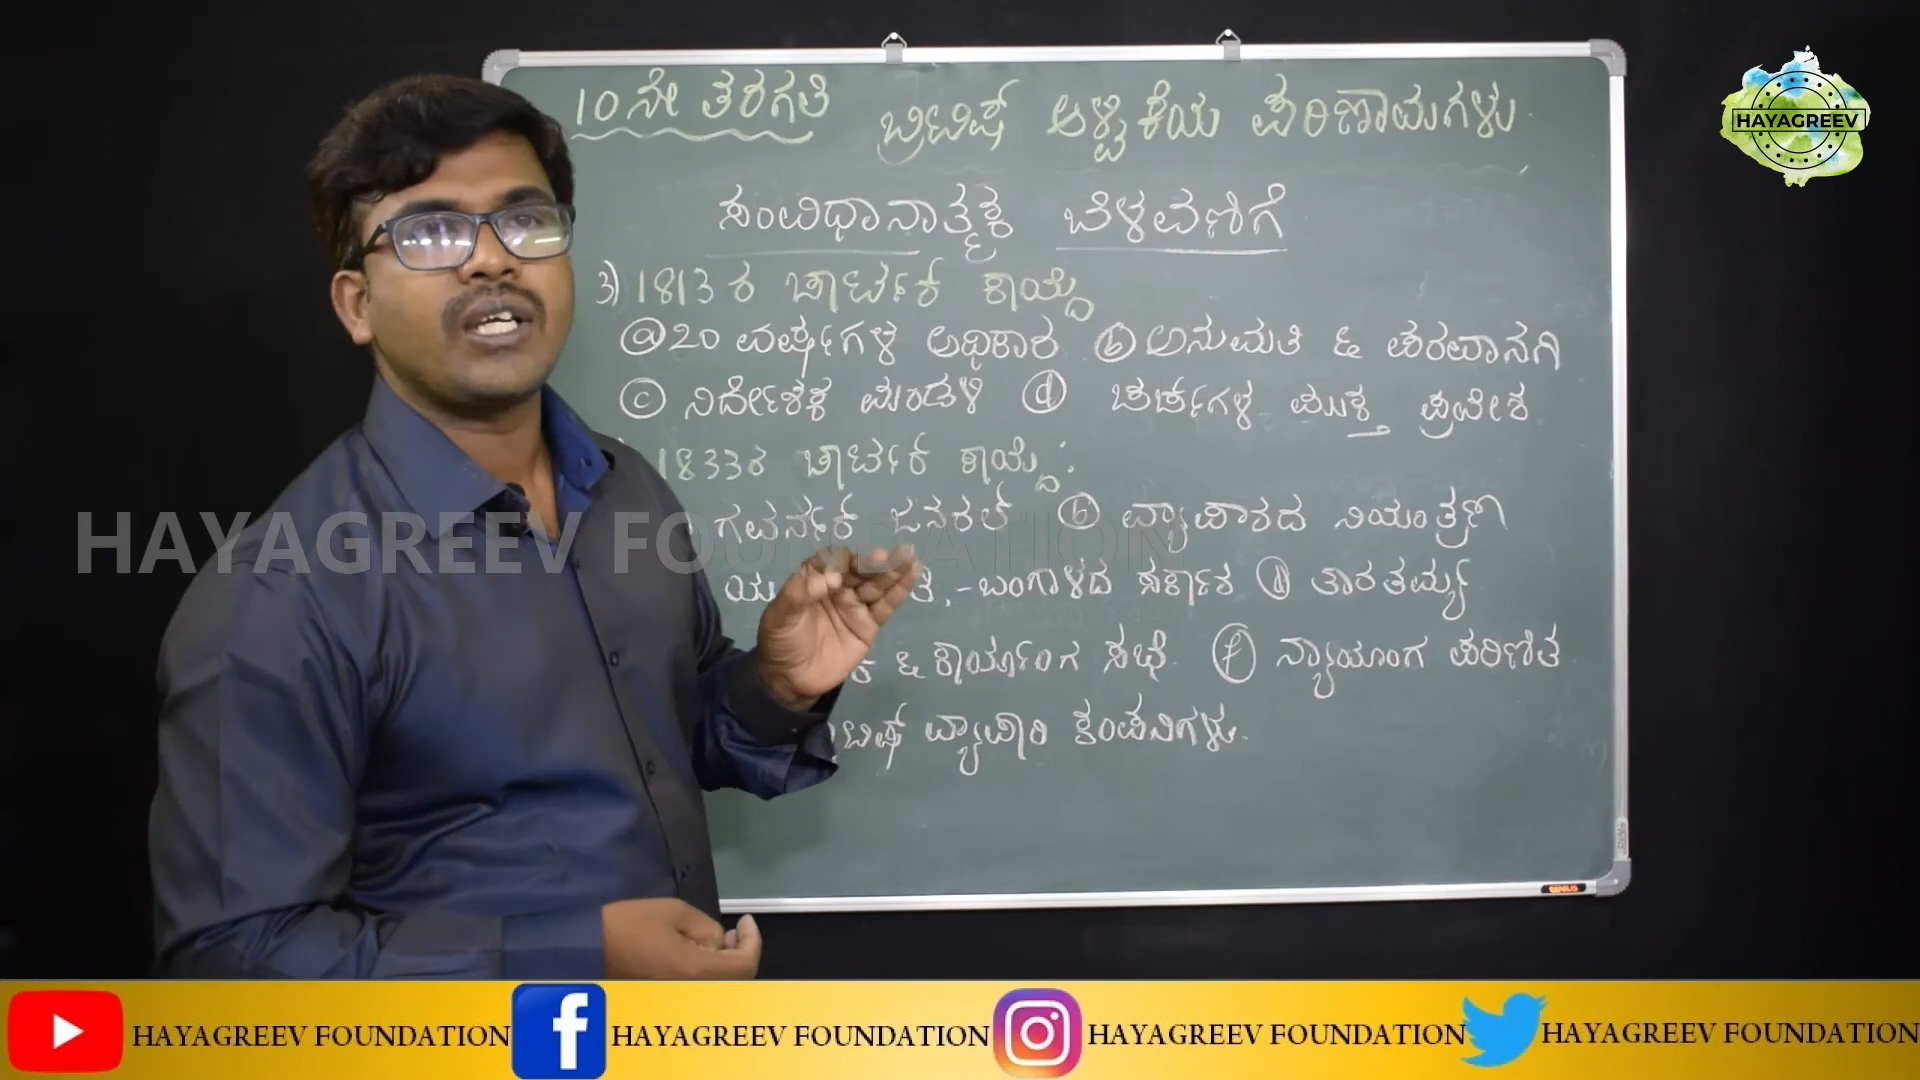 10ನೇ ತರಗತಿ ಬ್ರಿಟಿಷ್ ಆಳ್ವಿಕೆಯ ಪರಿಣಾಮಗಳು
HAYAGREEV
ಸಂವಿಧಾನಾತ್ಮಕ ಬೆಳವಣಿಗೆ
3) 1813ರ ಚಾರ್ಟರ್ ಕಾಯ್ದೆ
ⓐ 20 ವರ್ಷಗಳ ಅಧಿಕಾರ ⓑ ಅನುಮತಿ & ಪರವಾನಗಿ
ⓒ ನಿರ್ದೇಶಕ ಮಂಡಳಿ ⓓ ಚರ್ಚ್‌ಗಳ ಮುಕ್ತ ಪ್ರವೇಶ
1833ರ ಚಾರ್ಟರ್ ಕಾಯ್ದೆ:
ಗವರ್ನರ್ ಜನರಲ್ ⓑ ವ್ಯಾಪಾರದ ನಿಯಂತ್ರಣ
HAYAGREEV FOUNDATION
-ಬಂಗಾಳದ ಸರ್ಕಾರ ⓓ ತಾರತಮ್ಯ
& ಕಾರ್ಯಾಂಗ ಸಭೆ ⓕ ನ್ಯಾಯಾಂಗ ಪರಿಣಿತ
ವ್ಯಾಪಾರಿ ಕಂಪನಿಗಳು.
HAYAGREEV FOUNDATION HAYAGREEV FOUNDATION HAYAGREEV FOUNDATION HAYAGREEV FOUNDATION